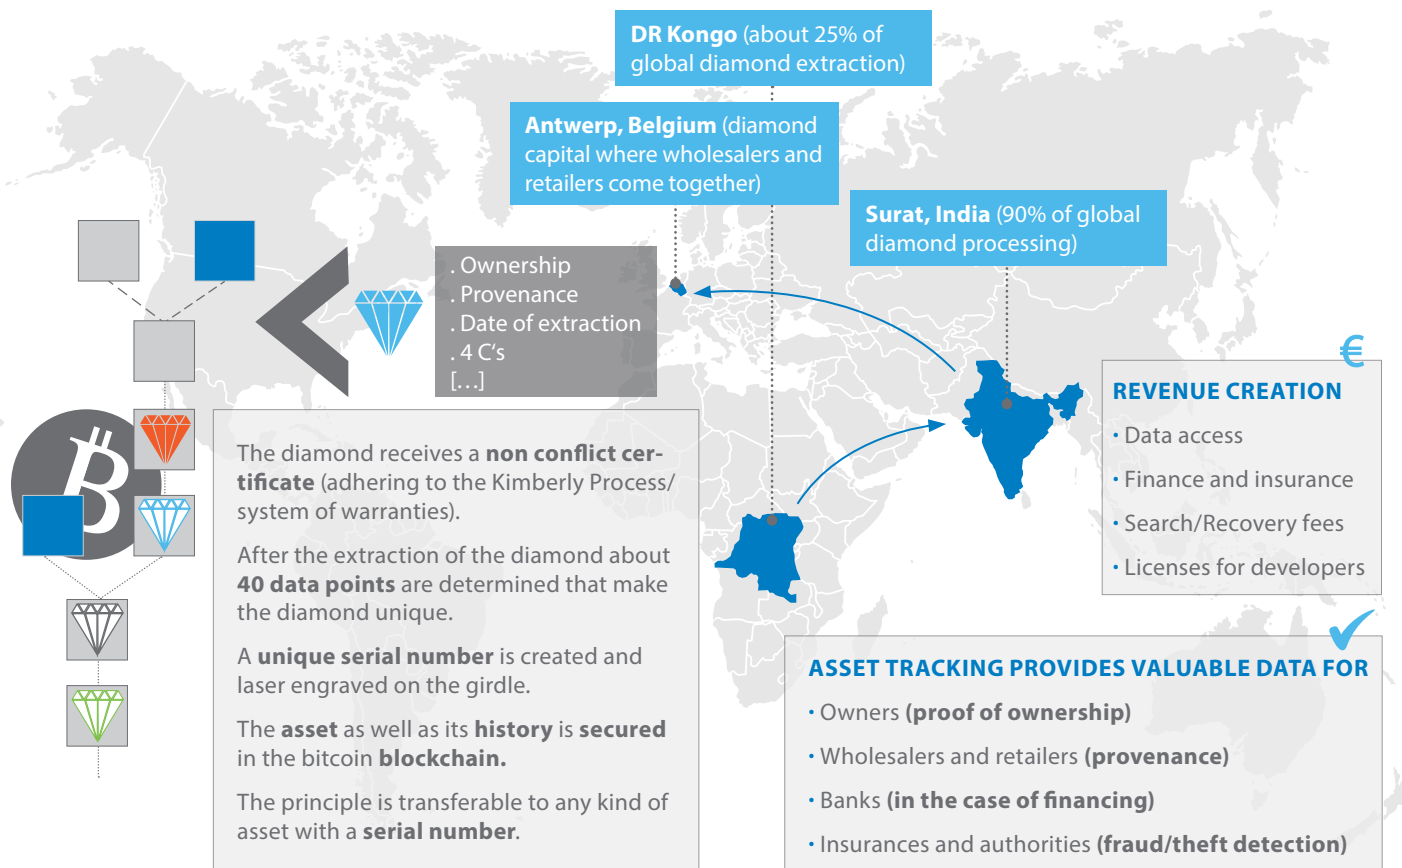 DR Kongo (about 25% of
global diamond extraction)
Antwerp, Belgium (diamond
capital where wholesalers and
retailers come together)
Surat, India (90% of global
diamond processing)
. Ownership
. Provenance
. Date of extraction
. 4 C‘s
[…]
The diamond receives a non conflict cer-
tificate (adhering to the Kimberly Process/
system of warranties).
After the extraction of the diamond about
40 data points are determined that make
the diamond unique.
A unique serial number is created and
laser engraved on the girdle.
The asset as well as its history is secured
in the bitcoin blockchain.
The principle is transferable to any kind of
asset with a serial number.
€
REVENUE CREATION
• Data access
• Finance and insurance
• Search/Recovery fees
• Licenses for developers
ASSET TRACKING PROVIDES VALUABLE DATA FOR
• Owners (proof of ownership)
• Wholesalers and retailers (provenance)
• Banks (in the case of financing)
• Insurances and authorities (fraud/theft detection)